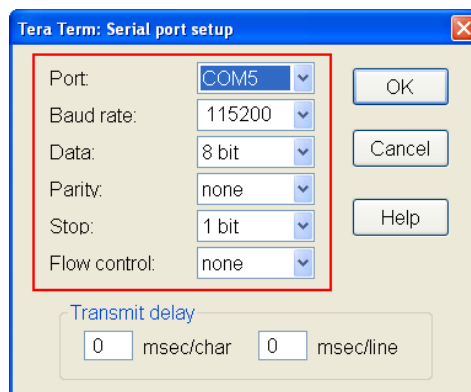 Tera Term: Serial port setup
Port: COM5
Baud rate: 115200
Data: 8 bit
Parity: none
Stop: 1 bit
Flow control: none
OK
Cancel
Help
Transmit delay
0 msec/char 0 msec/line